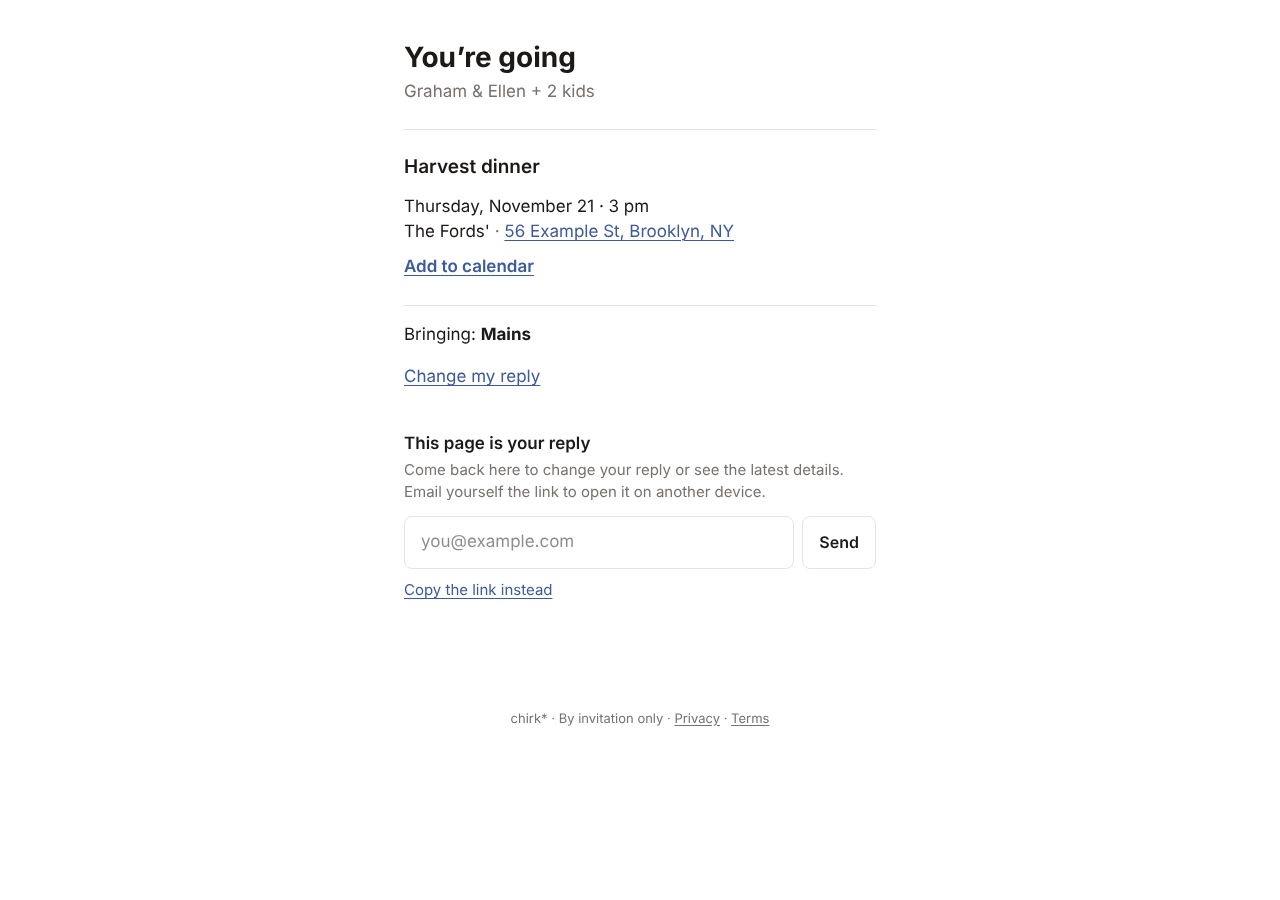 You’re going
Graham & Ellen + 2 kids
Harvest dinner
Thursday, November 21 · 3 pm
The Fords' · 56 Example St, Brooklyn, NY
Add to calendar
Bringing: Mains
Change my reply
This page is your reply
Come back here to change your reply or see the latest details.
Email yourself the link to open it on another device.
you@example.com
Send
Copy the link instead
chirk* · By invitation only · Privacy · Terms